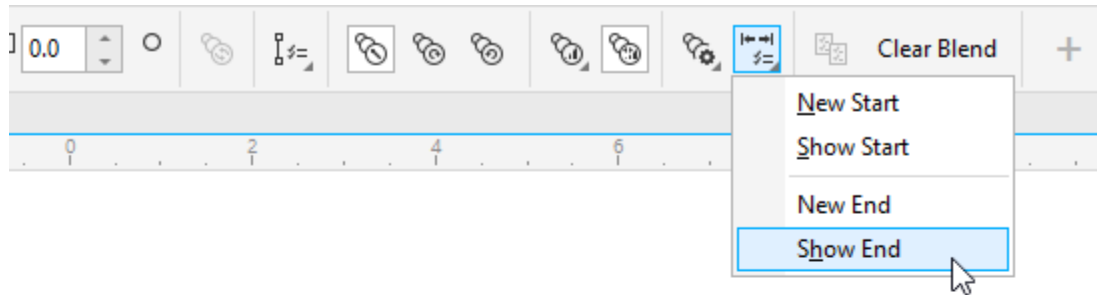 0.0
Clear Blend
0 2 4 6
New Start
Show Start
New End
Show End